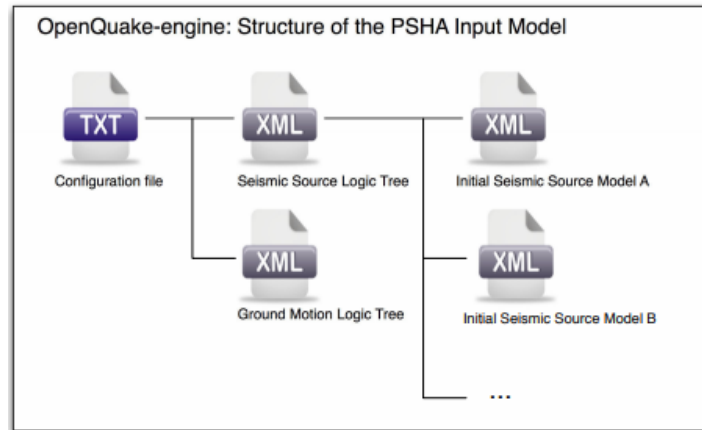 OpenQuake-engine: Structure of the PSHA Input Model
TXT
XML
XML
Configuration file
Seismic Source Logic Tree
Initial Seismic Source Model A
XML
XML
Ground Motion Logic Tree
Initial Seismic Source Model B
...